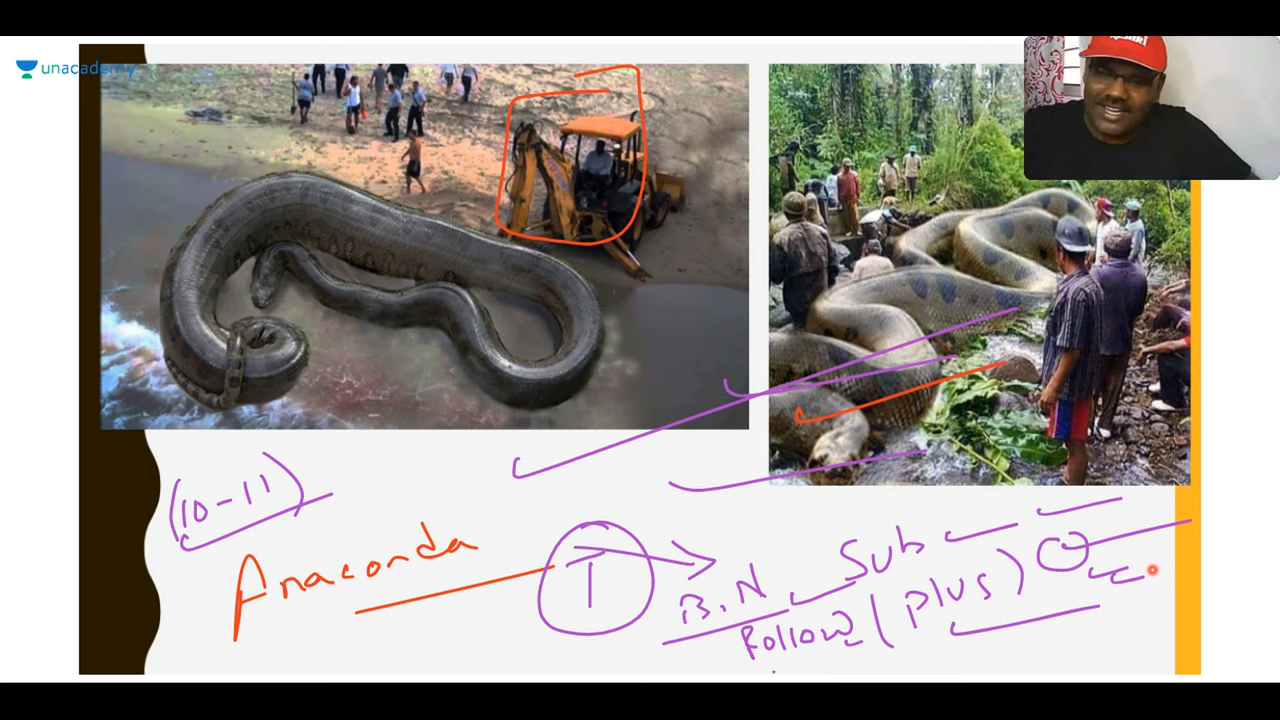 unacademy
(10-11)
Anaconda
T
B.N Sub
Follow (plus)